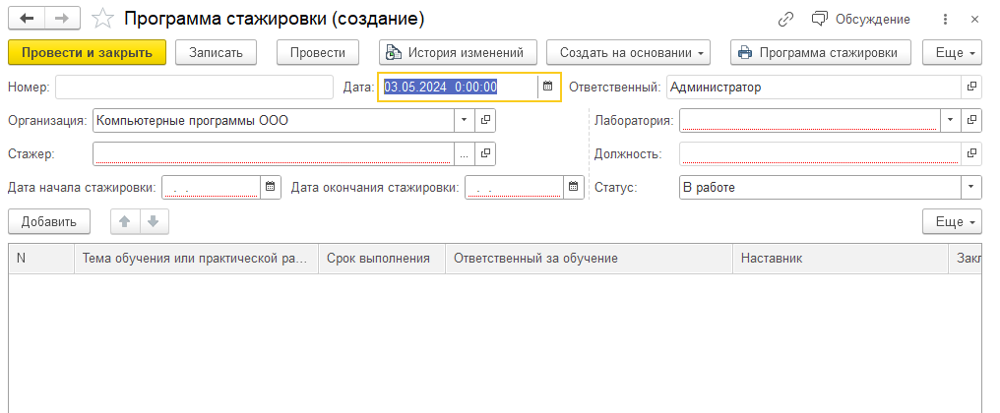 Программа стажировки (создание)
Обсуждение
Провести и закрыть Записать Провести История изменений Создать на основании Программа стажировки Еще
Номер: Дата: 03.05.2024 0:00:00 Ответственный: Администратор
Организация: Компьютерные программы ООО Лаборатория:
Стажер: ... Должность:
Дата начала стажировки: . . Дата окончания стажировки: . . Статус: В работе
Добавить Еще
N Тема обучения или практической ра... Срок выполнения Ответственный за обучение Наставник Закл